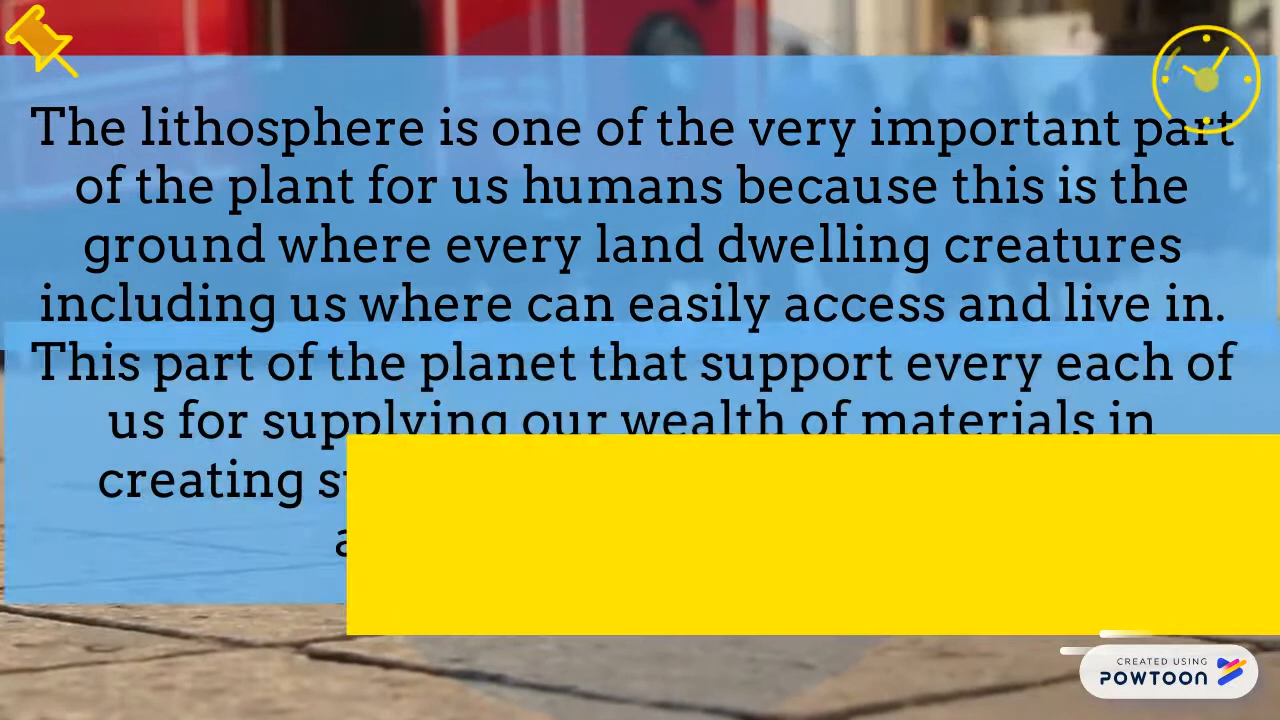 The lithosphere is one of the very important part
of the plant for us humans because this is the
ground where every land dwelling creatures
including us where can easily access and live in.
This part of the planet that support every each of
us for supplying our wealth of materials in
creating
CREATED USING
POWTOON